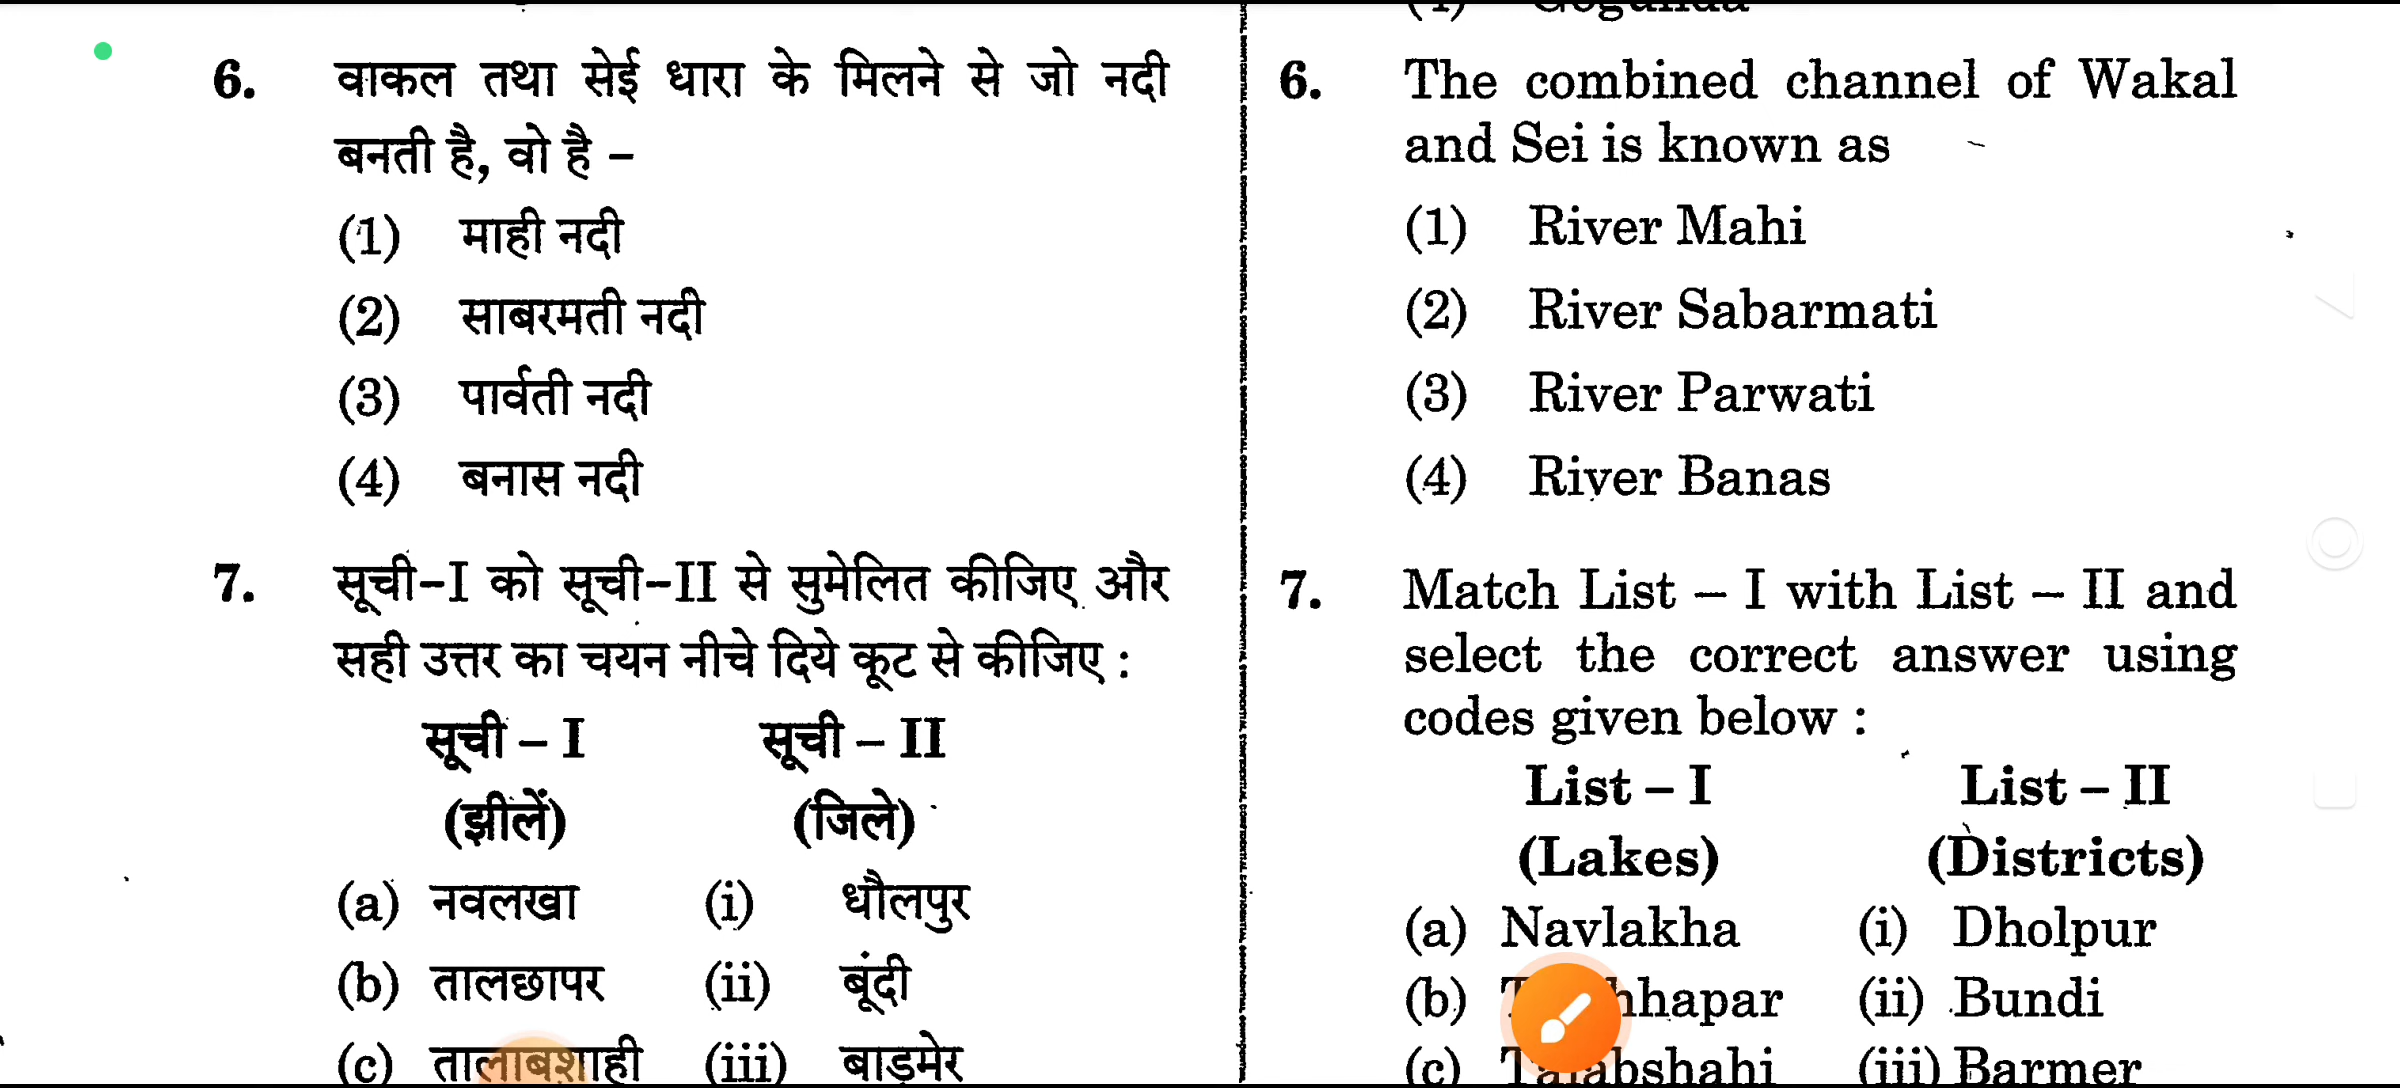 6. वाकल तथा सेई धारा के मिलने से जो नदी
बनती है, वो है –
(1) माही नदी
(2) साबरमती नदी
(3) पार्वती नदी
(4) बनास नदी
7. सूची-I को सूची-II से सुमेलित कीजिए और
सही उत्तर का चयन नीचे दिये कूट से कीजिए :
सूची – I सूची – II
(झीलें) (जिले)
(a) नवलखा (i) धौलपुर
(b) तालछापर (ii) बूंदी
(c) तालाबशाही (iii) बाड़मेर
6. The combined channel of Wakal
and Sei is known as
(1) River Mahi
(2) River Sabarmati
(3) River Parwati
(4) River Banas
7. Match List – I with List – II and
select the correct answer using
codes given below :
List – I List – II
(Lakes) (Districts)
(a) Navlakha (i) Dholpur
(b) (ii) Bundi
(c) Talabshahi (iii) Barmer